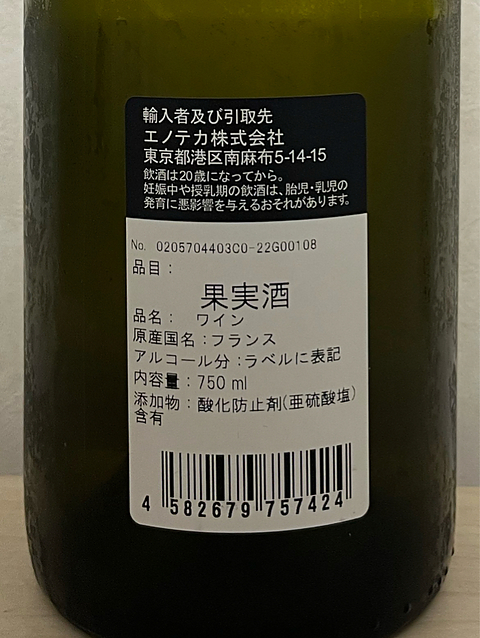 輸入者及び引取先
エノテカ株式会社
東京都港区南麻布5-14-15
飲酒は20歳になってから。
妊娠中や授乳期の飲酒は、胎児・乳児の
発育に悪影響を与えるおそれがあります。
No. 0205704403C0-22G00108
品目：
果実酒
品名： ワイン
原産国名：フランス
アルコール分：ラベルに表記
内容量：750 ml
添加物：酸化防止剤(亜硫酸塩)
含有
4 582679 757424